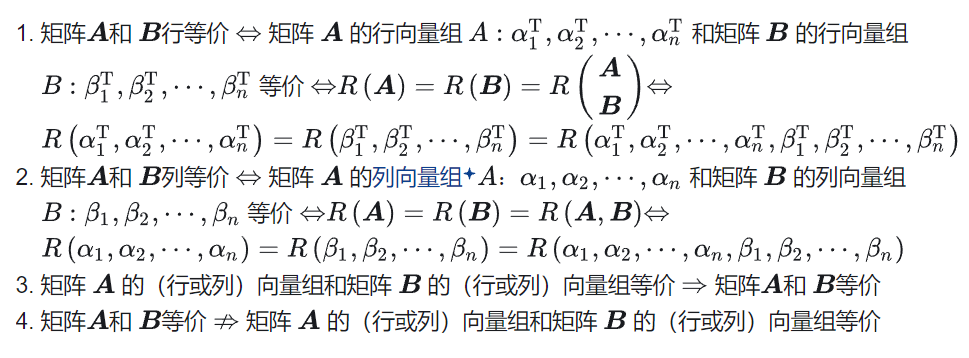 1. 矩阵A和 B行等价 ⇔ 矩阵 A 的行向量组 A : α₁ᵀ, α₂ᵀ, ⋯, αₙᵀ 和矩阵 B 的行向量组
B : β₁ᵀ, β₂ᵀ, ⋯, βₙᵀ 等价 ⇔R (A) = R (B) = R (A B) ⇔
R (α₁ᵀ, α₂ᵀ, ⋯, αₙᵀ) = R (β₁ᵀ, β₂ᵀ, ⋯, βₙᵀ) = R (α₁ᵀ, α₂ᵀ, ⋯, αₙᵀ, β₁ᵀ, β₂ᵀ, ⋯, βₙᵀ)
2. 矩阵A和 B列等价 ⇔ 矩阵 A 的列向量组✦A：α₁, α₂, ⋯, αₙ 和矩阵 B 的列向量组
B : β₁, β₂, ⋯, βₙ 等价 ⇔R (A) = R (B) = R (A, B)⇔
R (α₁, α₂, ⋯, αₙ) = R (β₁, β₂, ⋯, βₙ) = R (α₁, α₂, ⋯, αₙ, β₁, β₂, ⋯, βₙ)
3. 矩阵 A 的（行或列）向量组和矩阵 B 的（行或列）向量组等价 ⇒ 矩阵A和 B等价
4. 矩阵A和 B等价 ⇏ 矩阵 A 的（行或列）向量组和矩阵 B 的（行或列）向量组等价